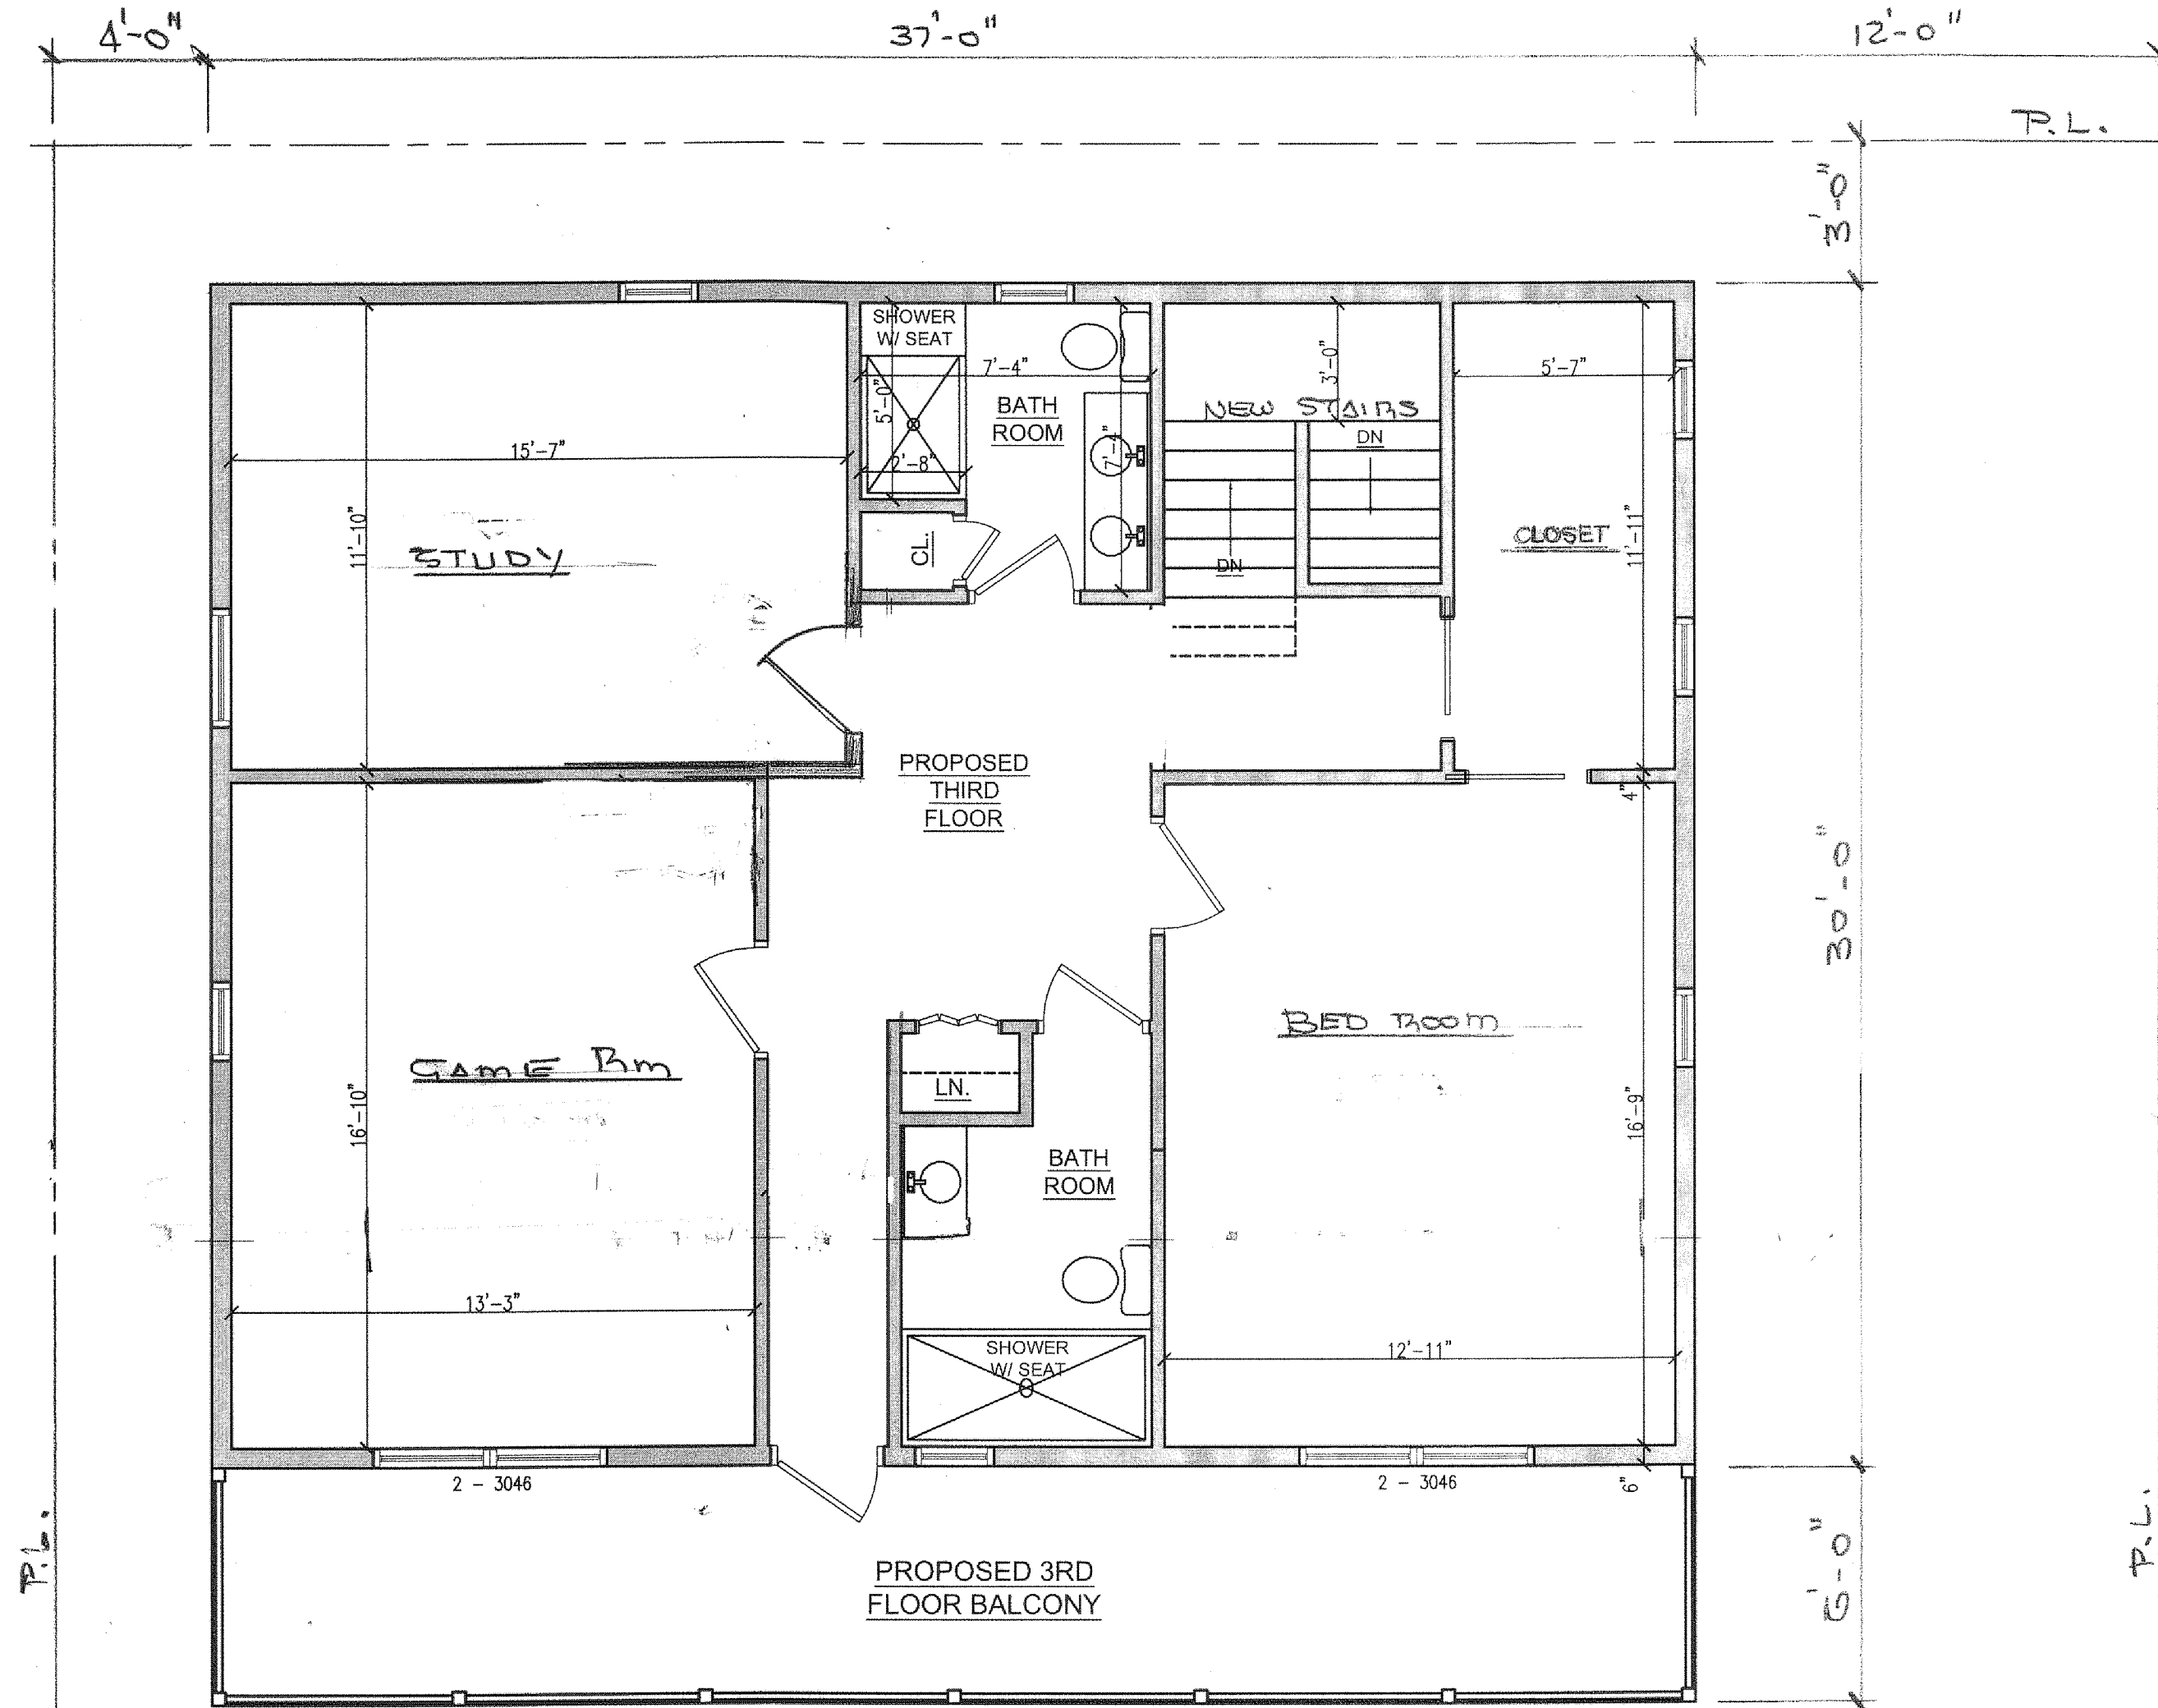 4'-0"
37'-0"
12'-0"
P.L.
3'-0"
SHOWER
W/ SEAT
7'-4"
3'-0"
5'-7"
5'-0"
BATH
ROOM
NEW STAIRS
DN
15'-7"
2'-8"
7'-4"
11'-10"
STUDY
CL.
DN
CLOSET
11'-11"
PROPOSED
THIRD
FLOOR
4"
30'-0"
GAME Rm
16'-10"
BED ROOM
LN.
16'-9"
BATH
ROOM
13'-3"
SHOWER
W/ SEAT
12'-11"
2 - 3046
2 - 3046
6"
P.L.
PROPOSED 3RD
FLOOR BALCONY
6'-0"
P.L.